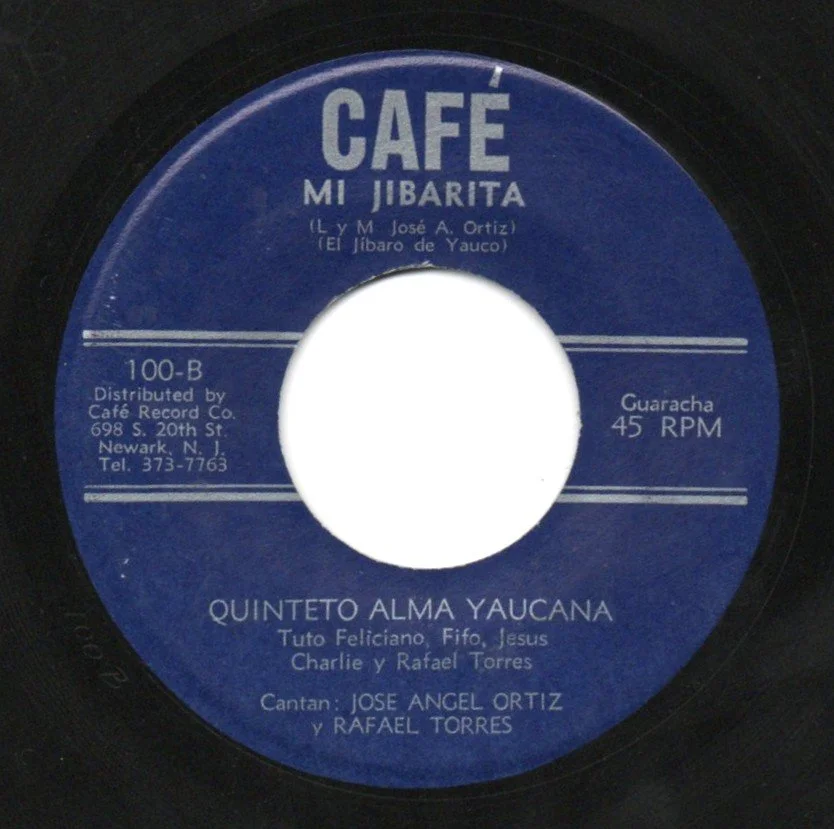 CAFÉ
MI JIBARITA
(L y M José A. Ortiz)
(El Jíbaro de Yauco)
100-B
Distributed by
Café Record Co.
698 S. 20th St.
Newark, N. J.
Tel. 373-7763
Guaracha
45 RPM
QUINTETO ALMA YAUCANA
Tuto Feliciano, Fifo, Jesus
Charlie y Rafael Torres
Cantan: JOSE ANGEL ORTIZ
y RAFAEL TORRES
100 B